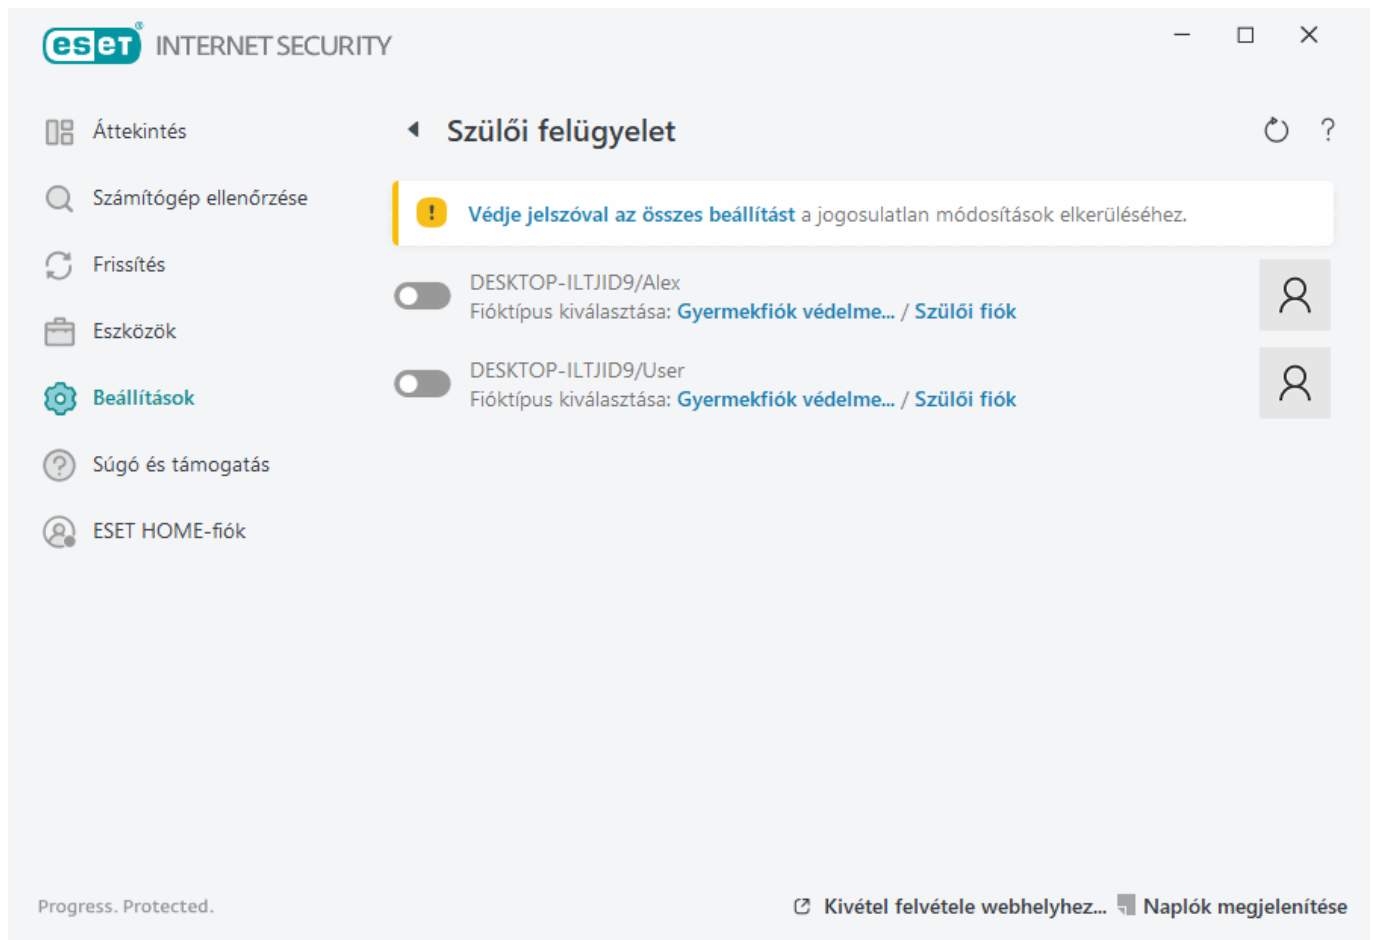 eset® INTERNET SECURITY
Áttekintés
Számítógép ellenőrzése
Frissítés
Eszközök
Beállítások
Súgó és támogatás
ESET HOME-fiók
Szülői felügyelet
?
Védje jelszóval az összes beállítást a jogosulatlan módosítások elkerüléséhez.
DESKTOP-ILTJID9/Alex
Fióktípus kiválasztása: Gyermekfiók védelme... / Szülői fiók
DESKTOP-ILTJID9/User
Fióktípus kiválasztása: Gyermekfiók védelme... / Szülői fiók
Progress. Protected.
Kivétel felvétele webhelyhez...
Naplók megjelenítése